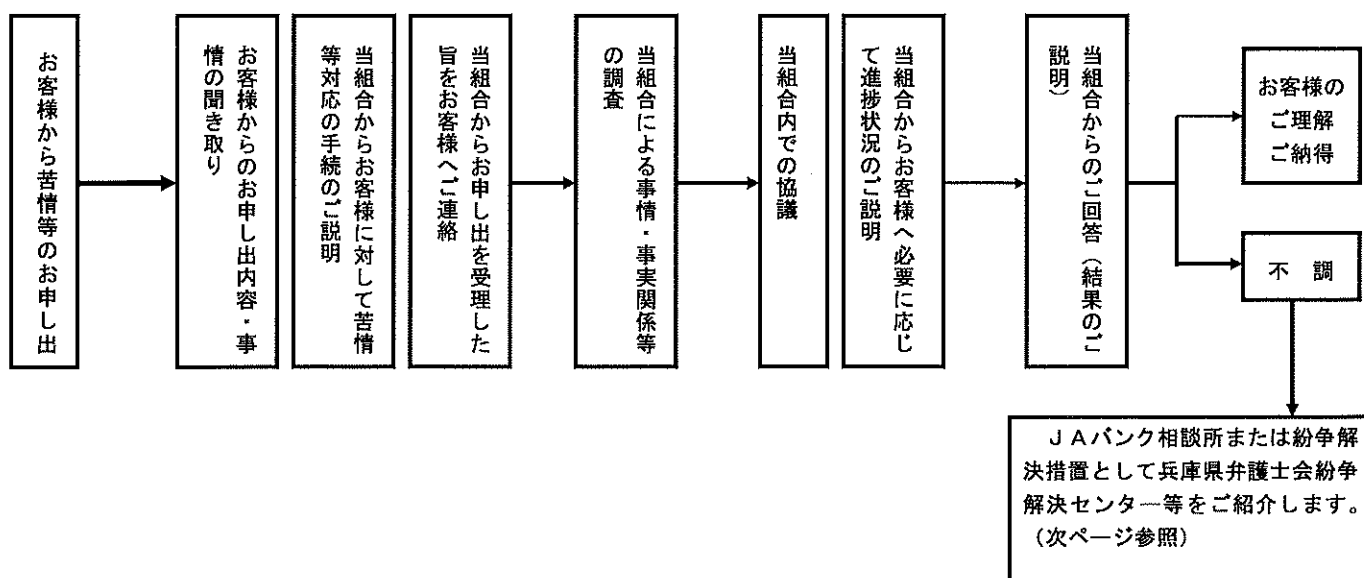 お客様から苦情等のお申し出
お客様からのお申し出内容・事
情の聞き取り
当組合からお客様に対して苦情
等対応の手続のご説明
当組合からお申し出を受理した
旨をお客様へご連絡
当組合による事情・事実関係等
の調査
当組合内での協議
当組合からお客様へ必要に応じ
て進捗状況のご説明
当組合からのご回答（結果のご
説明）
お客様の
ご理解
ご納得
不　調
ＪＡバンク相談所または紛争解
決措置として兵庫県弁護士会紛争
解決センター等をご紹介します。
（次ページ参照）